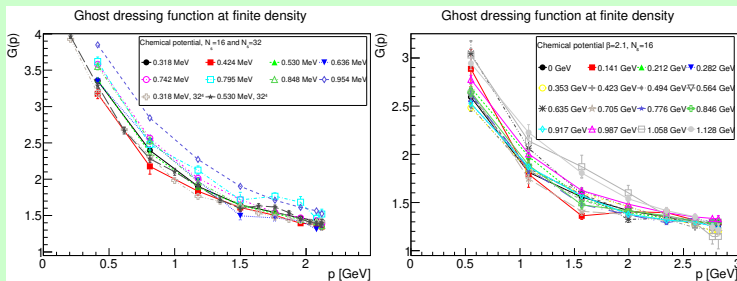 Ghost dressing function at finite density
G(p)
Chemical potential, N_s=16 and N_s=32
0.318 MeV 0.424 MeV 0.530 MeV 0.636 MeV
0.742 MeV 0.795 MeV 0.848 MeV 0.954 MeV
0.318 MeV, 32⁴ 0.530 MeV, 32⁴
4
3.5
3
2.5
2
1.5
1
0 0.5 1 1.5 2 2.5
p [GeV]
Ghost dressing function at finite density
G(p)
Chemical potential β=2.1, N_s=16
0 GeV 0.141 GeV 0.212 GeV 0.282 GeV
0.353 GeV 0.423 GeV 0.494 GeV 0.564 GeV
0.635 GeV 0.705 GeV 0.776 GeV 0.846 GeV
0.917 GeV 0.987 GeV 1.058 GeV 1.128 GeV
3
2.5
2
1.5
1
0 0.5 1 1.5 2 2.5
p [GeV]